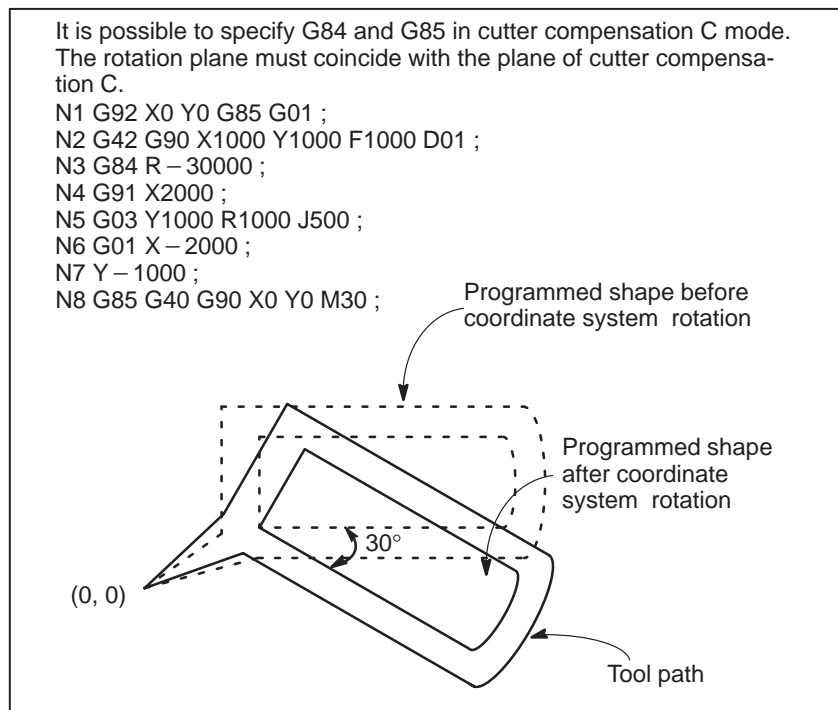 It is possible to specify G84 and G85 in cutter compensation C mode.
The rotation plane must coincide with the plane of cutter compensa-
tion C.
N1 G92 X0 Y0 G85 G01 ;
N2 G42 G90 X1000 Y1000 F1000 D01 ;
N3 G84 R – 30000 ;
N4 G91 X2000 ;
N5 G03 Y1000 R1000 J500 ;
N6 G01 X – 2000 ;
N7 Y – 1000 ;
N8 G85 G40 G90 X0 Y0 M30 ;
Programmed shape before
coordinate system rotation
Programmed shape
after coordinate
system rotation
30°
(0, 0)
Tool path